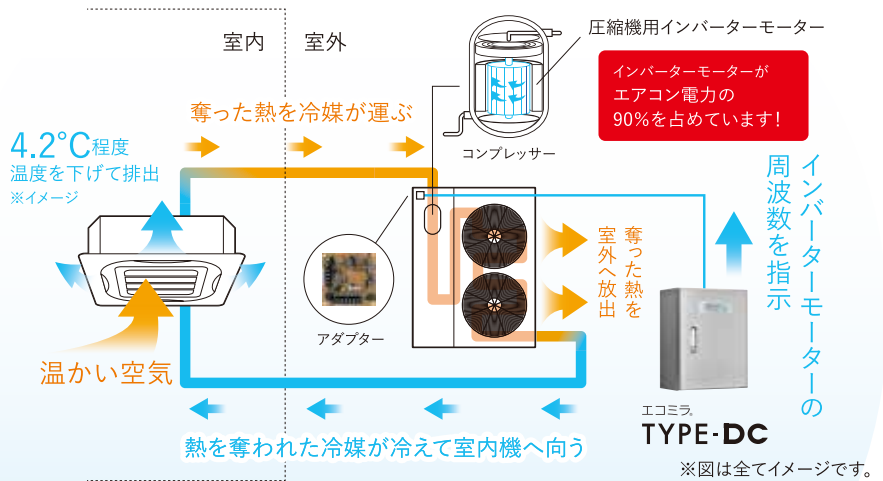 室内
室外
圧縮機用インバーターモーター
インバーターモーターが
エアコン電力の
90%を占めています!
奪った熱を冷媒が運ぶ
コンプレッサー
4.2°C程度
温度を下げて排出
※イメージ
インバーターモーターの
周波数を指示
奪った熱を
室外へ放出
アダプター
温かい空気
エコミラ®
TYPE-DC
熱を奪われた冷媒が冷えて室内機へ向う
※図は全てイメージです。